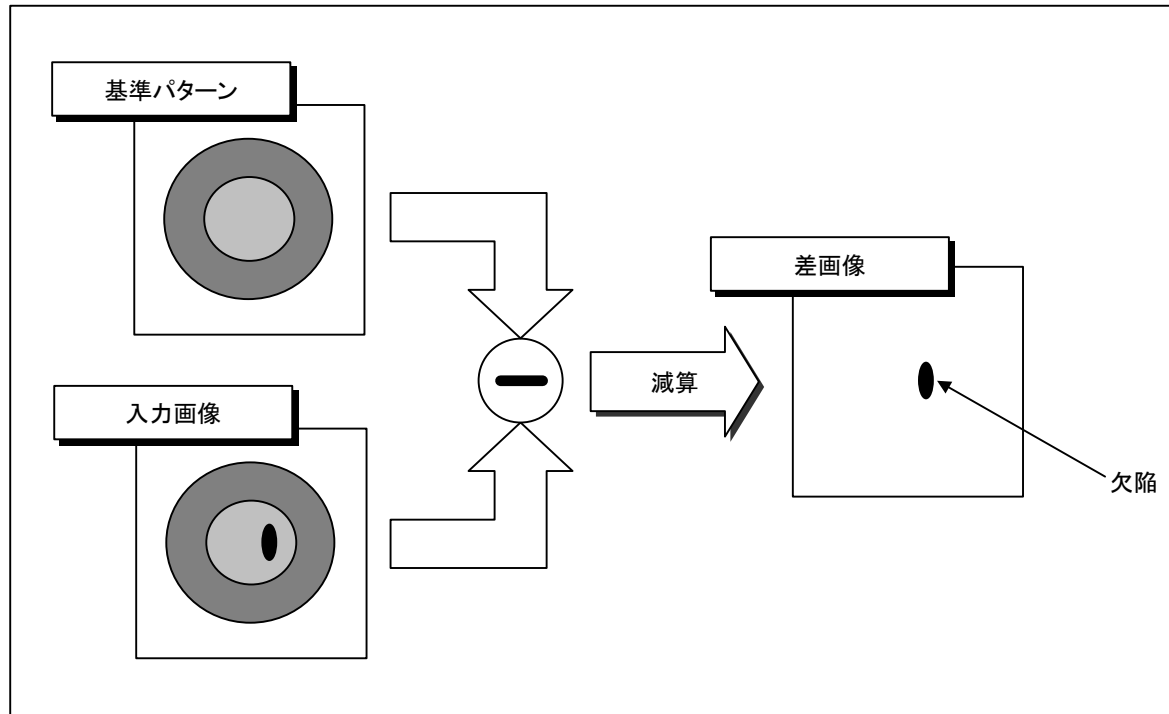 基準パターン
入力画像
減算
差画像
欠陥